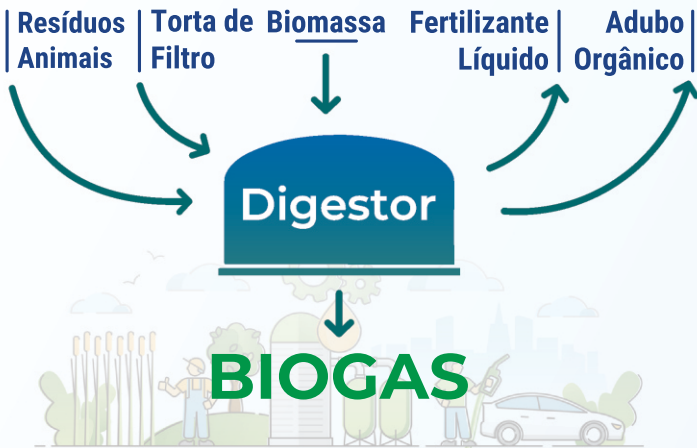 Resíduos
Animais
Torta de
Filtro
Biomassa
Fertilizante
Líquido
Adubo
Orgânico
Digestor
BIOGAS